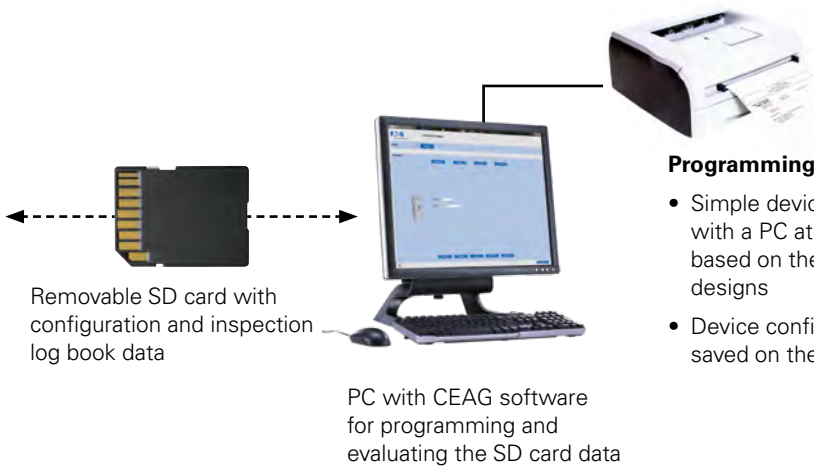 Programming
• Simple devic
with a PC at
based on the
designs
• Device confi
saved on the
Removable SD card with
configuration and inspection
log book data
PC with CEAG software
for programming and
evaluating the SD card data